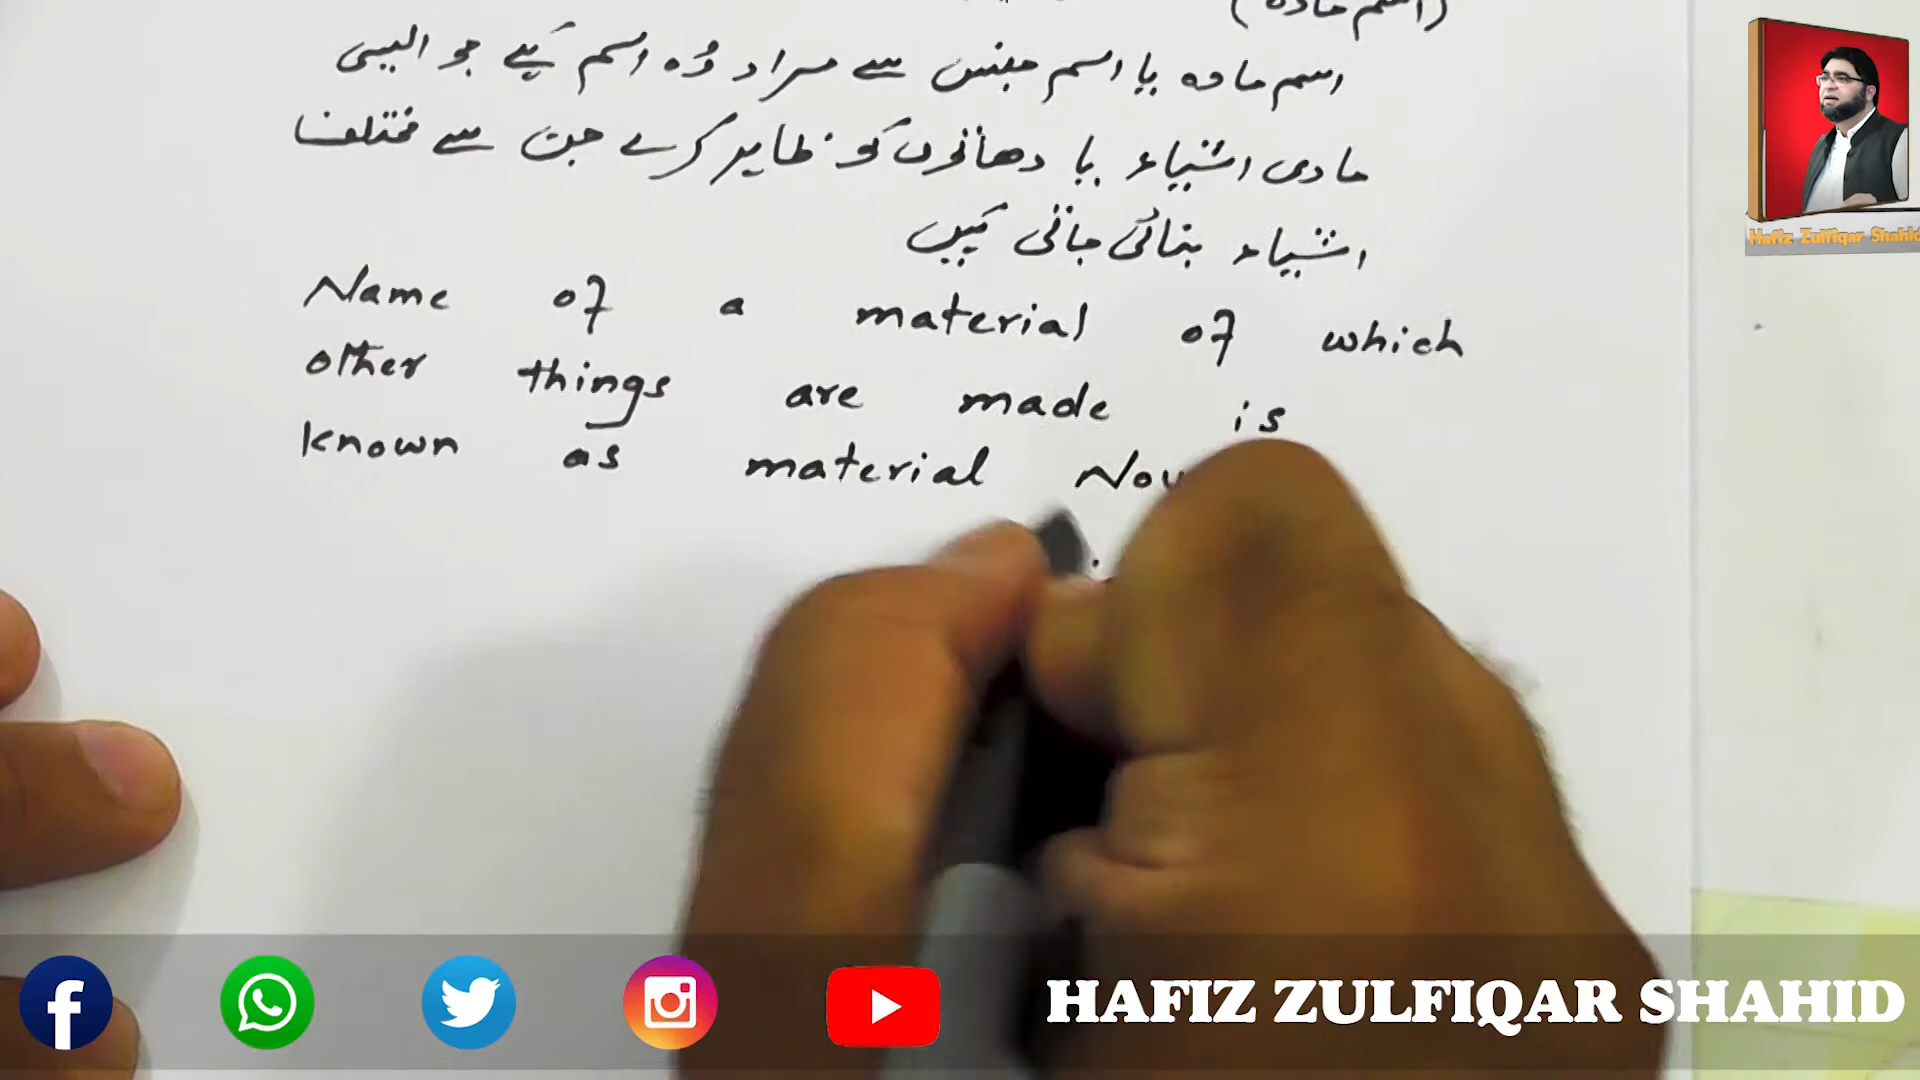 (اسم مادہ)
اسم مادہ یا اسم جنس سے مراد وہ اسم ہے جو ایسی
مادی اشیاء یا دھاتوں کو ظاہر کرے جن سے مختلف
اشیاء بنائی جاتی ہیں
Name of a material of which
other things are made is
known as material Nou
Hafiz Zulfiqar Shahid
HAFIZ ZULFIQAR SHAHID